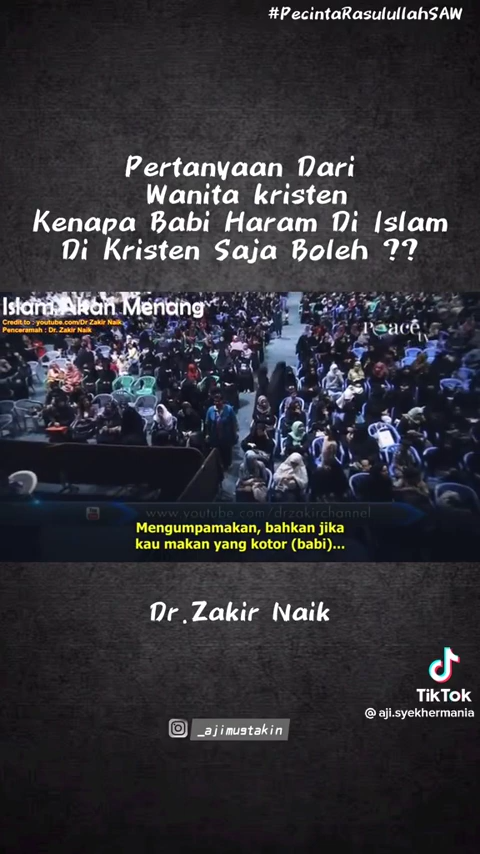 #PecintaRasulullahSAW
Pertanyaan Dari
Wanita kristen
Kenapa Babi Haram Di Islam
Di Kristen Saja Boleh ??
Islam Akan Menang
Credit to : youtube.com/Dr Zakir Naik
Penceramah : Dr. Zakir Naik
Peace tv
www.youtube.com/drzakirchannel
Mengumpamakan, bahkan jika
kau makan yang kotor (babi)...
Dr.Zakir Naik
TikTok
@aji.syekhermania
_ajimustakin